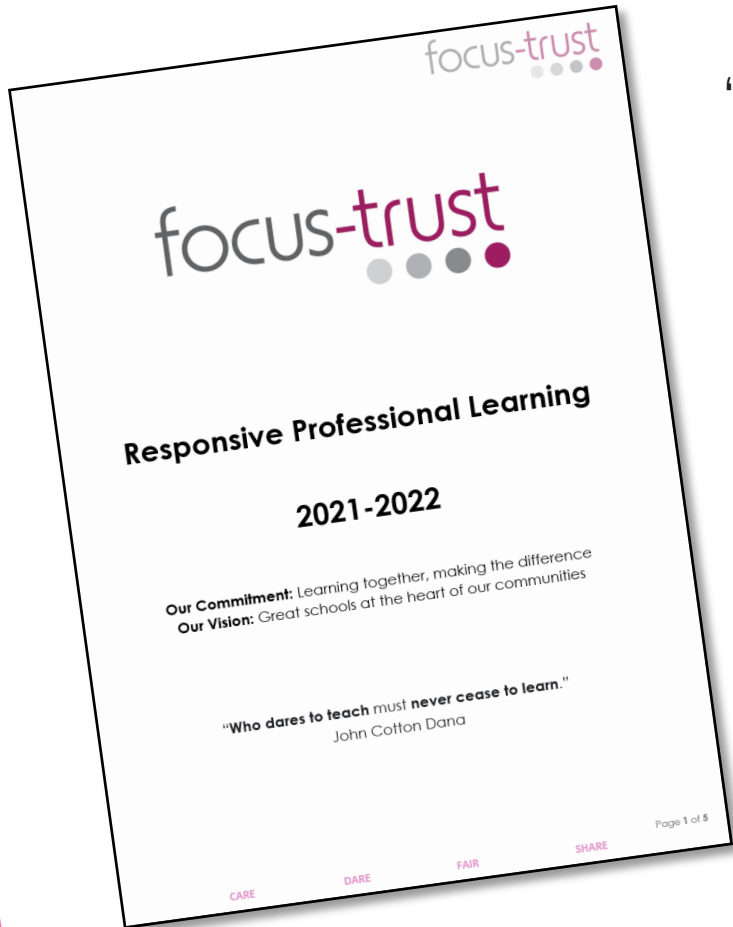 focus-trust
focus-trust
Responsive Professional Learning
2021-2022
Our Commitment: Learning together, making the difference
Our Vision: Great schools at the heart of our communities
“Who dares to teach must never cease to learn.”
John Cotton Dana
Page 1 of 5
CARE DARE FAIR SHARE
‘